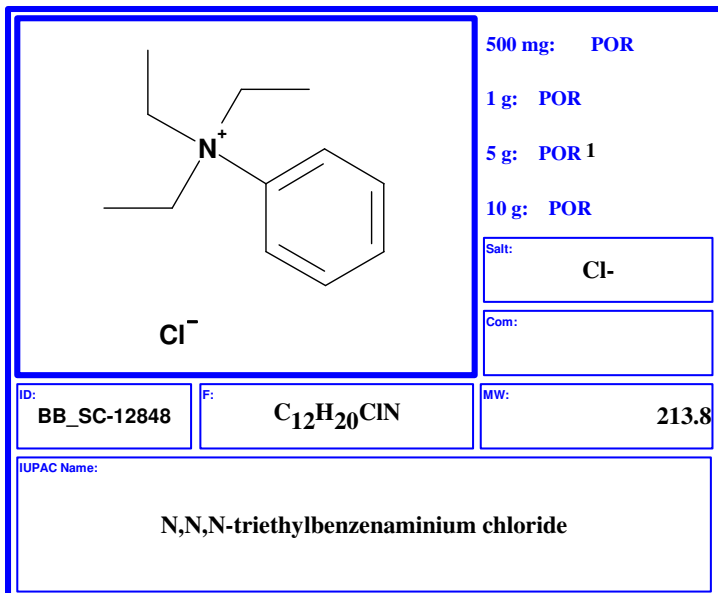 500 mg: POR
1 g: POR
5 g: POR 1
10 g: POR
N+
Cl−
Salt:
Cl-
Com:
ID:
BB_SC-12848
F:
C12H20ClN
MW:
213.8
IUPAC Name:
N,N,N-triethylbenzenaminium chloride